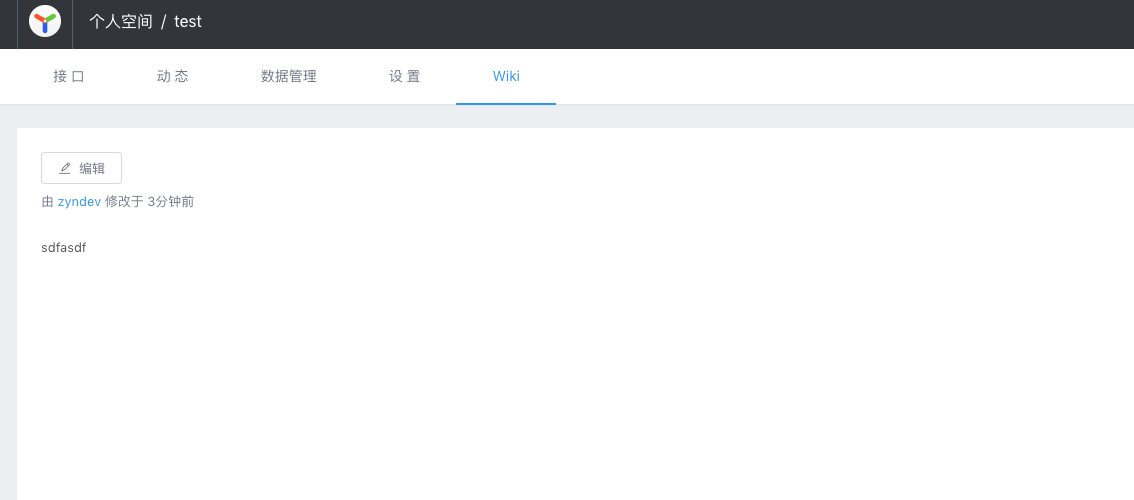 个人空间 / test
接 口 动 态 数据管理 设 置 Wiki
编辑
由 zyndev 修改于 3分钟前
sdfasdf